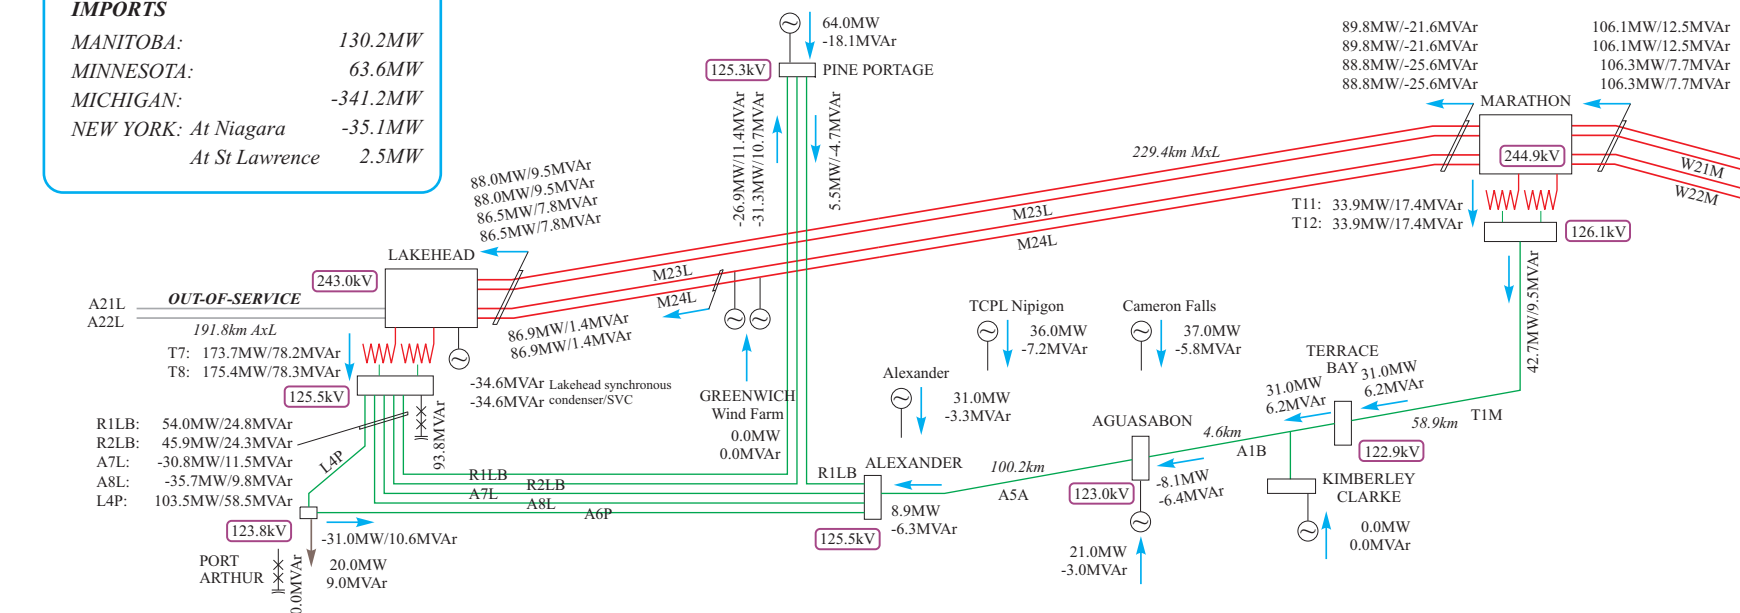 IMPORTS
MANITOBA: 130.2MW
MINNESOTA: 63.6MW
MICHIGAN: -341.2MW
NEW YORK: At Niagara -35.1MW
At St Lawrence 2.5MW
64.0MW
-18.1MVAr
125.3kV
PINE PORTAGE
-26.9MW/11.4MVAr
-31.3MW/10.7MVAr
5.5MW/-4.7MVAr
89.8MW/-21.6MVAr
89.8MW/-21.6MVAr
88.8MW/-25.6MVAr
88.8MW/-25.6MVAr
106.1MW/12.5MVAr
106.1MW/12.5MVAr
106.3MW/7.7MVAr
106.3MW/7.7MVAr
MARATHON
244.9kV
W21M
W22M
229.4km MxL
M23L
M24L
T11: 33.9MW/17.4MVAr
T12: 33.9MW/17.4MVAr
126.1kV
42.7MW/9.5MVAr
88.0MW/9.5MVAr
88.0MW/9.5MVAr
86.5MW/7.8MVAr
86.5MW/7.8MVAr
LAKEHEAD
243.0kV
M23L
M24L
A21L
A22L
OUT-OF-SERVICE
191.8km AxL
86.9MW/1.4MVAr
86.9MW/1.4MVAr
T7: 173.7MW/78.2MVAr
T8: 175.4MW/78.3MVAr
125.5kV
-34.6MVAr
-34.6MVAr
Lakehead synchronous
condenser/SVC
93.8MVAr
GREENWICH
Wind Farm
0.0MW
0.0MVAr
TCPL Nipigon
36.0MW
-7.2MVAr
Cameron Falls
37.0MW
-5.8MVAr
Alexander
31.0MW
-3.3MVAr
TERRACE
BAY
31.0MW
6.2MVAr
31.0MW
6.2MVAr
58.9km
T1M
122.9kV
R1LB: 54.0MW/24.8MVAr
R2LB: 45.9MW/24.3MVAr
A7L: -30.8MW/11.5MVAr
A8L: -35.7MW/9.8MVAr
L4P: 103.5MW/58.5MVAr
L4P
R1LB
R2LB
A7L
A8L
A6P
R1LB
ALEXANDER
100.2km
A5A
AGUASABON
4.6km
A1B
123.0kV
-8.1MW
-6.4MVAr
KIMBERLEY
CLARKE
0.0MW
0.0MVAr
8.9MW
-6.3MVAr
125.5kV
21.0MW
-3.0MVAr
123.8kV
-31.0MW/10.6MVAr
PORT
ARTHUR
0.0MVAr
20.0MW
9.0MVAr